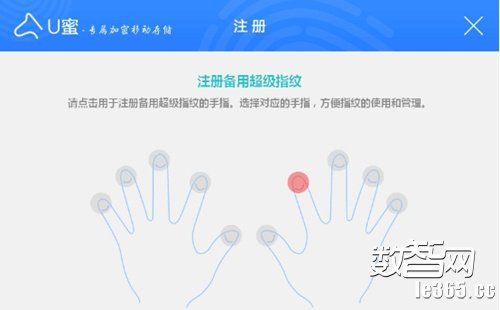 U蜜·专属加密移动存储
注册
注册备用超级指纹
请点击用于注册备用超级指纹的手指。选择对应的手指，方便指纹的使用和管理。
数智网
le365.cc